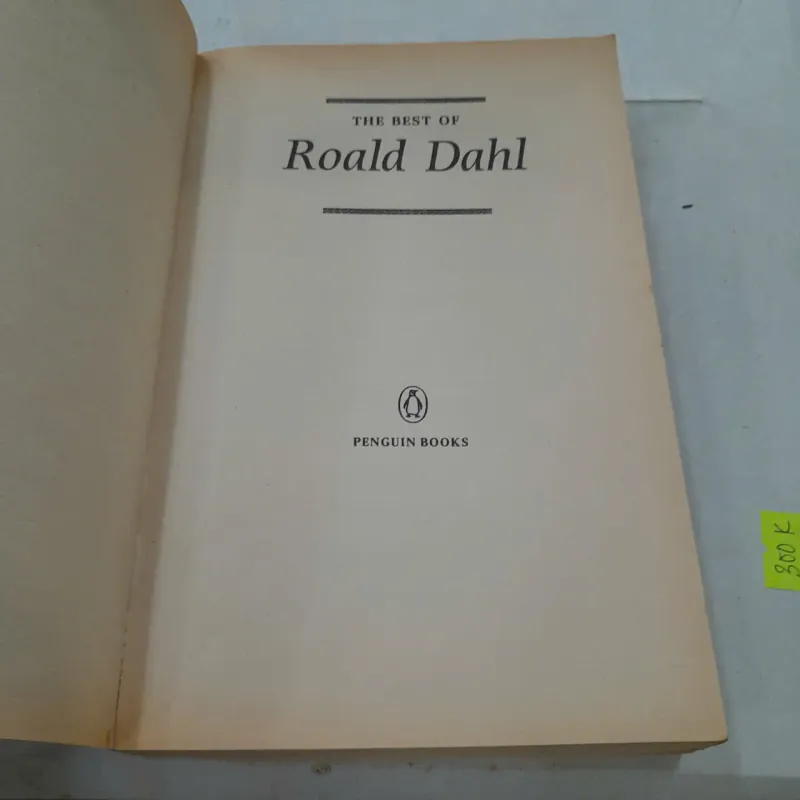 THE BEST OF
Roald Dahl
PENGUIN BOOKS
300 K